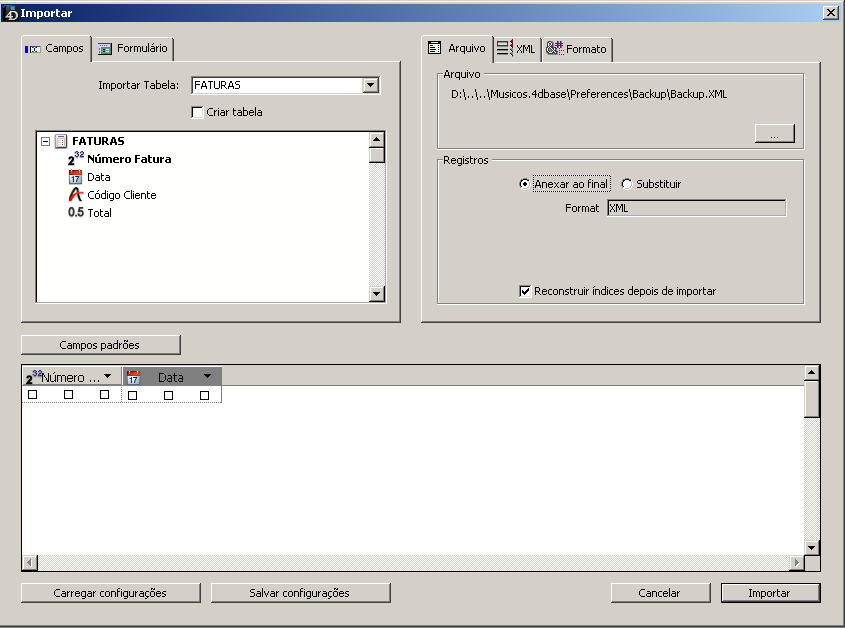 Importar
Campos
Formulário
Importar Tabela:
FATURAS
Criar tabela
FATURAS
Número Fatura
Data
Código Cliente
0.5 Total
Arquivo
XML
Formato
Arquivo
D:\..\..\Musicos.4dbase\Preferences\Backup\Backup.XML
...
Registros
Anexar ao final
Substituir
Format
XML
Reconstruir índices depois de importar
Campos padrões
Número ...
Data
Carregar configurações
Salvar configurações
Cancelar
Importar